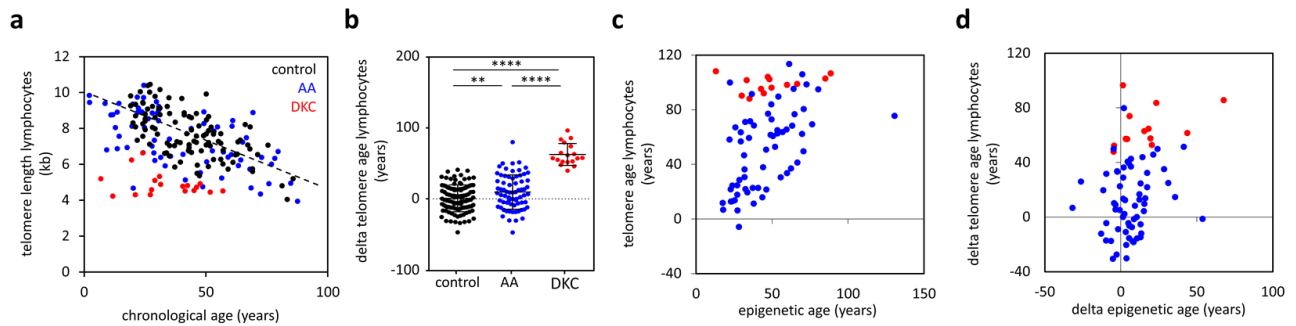 a
telomere length lymphocytes
(kb)
12
10
8
6
4
2
0
0
50
100
chronological age (years)
control
AA
DKC
b
delta telomere age lymphocytes
(years)
200
100
0
-100
****
**
****
control
AA
DKC
c
telomere age lymphocytes
(years)
120
80
40
0
-40
0
50
100
150
epigenetic age (years)
d
delta telomere age lymphocytes
(years)
120
80
40
0
-40
-50
0
50
100
delta epigenetic age (years)